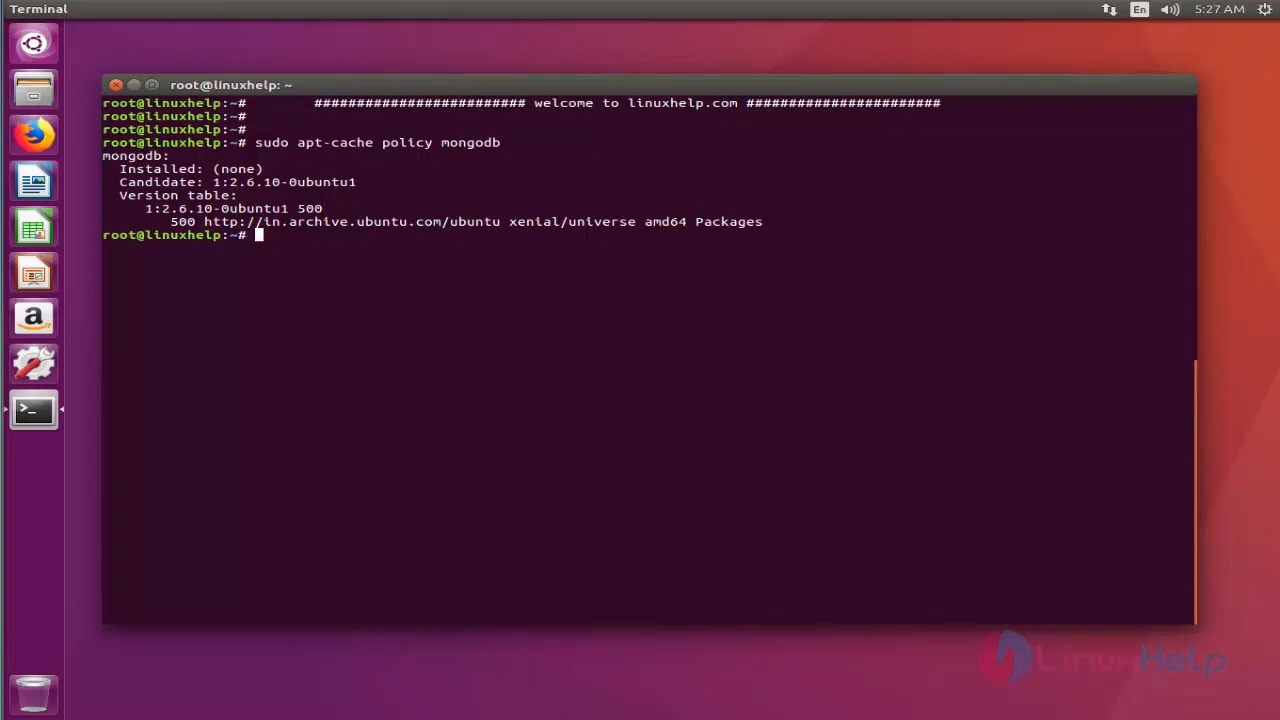 Terminal
En
5:27 AM
root@linuxhelp: ~
root@linuxhelp:~#        ######################### welcome to linuxhelp.com #######################
root@linuxhelp:~#
root@linuxhelp:~#
root@linuxhelp:~# sudo apt-cache policy mongodb
mongodb:
  Installed: (none)
  Candidate: 1:2.6.10-0ubuntu1
  Version table:
     1:2.6.10-0ubuntu1 500
        500 http://in.archive.ubuntu.com/ubuntu xenial/universe amd64 Packages
root@linuxhelp:~#
a
>_
LinuxHelp